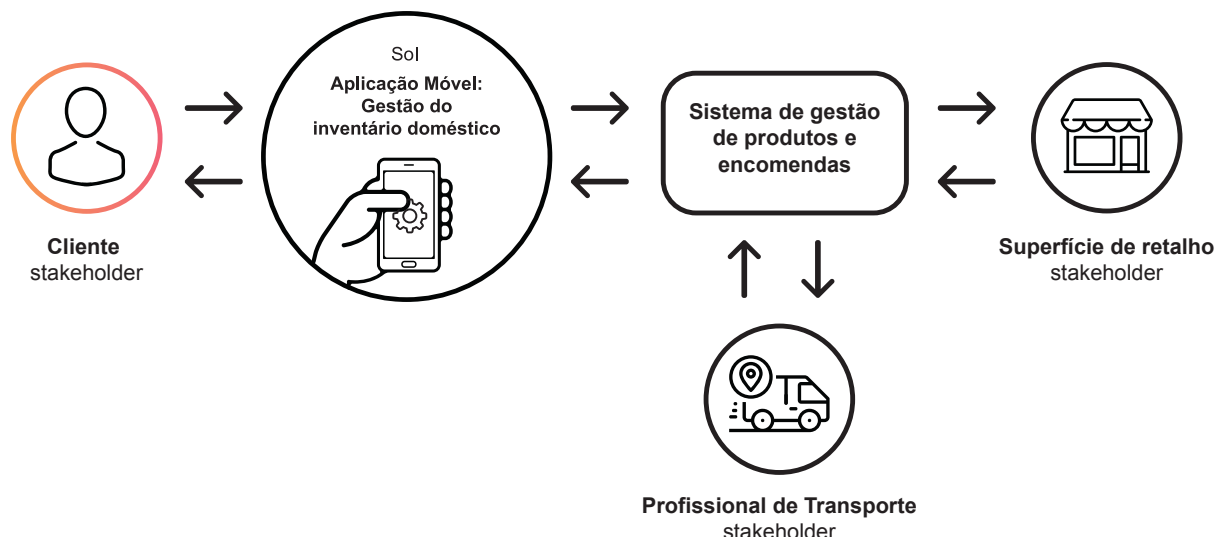 Sol
Aplicação Móvel:
Gestão do
inventário doméstico
Sistema de gestão
de produtos e
encomendas
Cliente
stakeholder
Superfície de retalho
stakeholder
Profissional de Transporte
stakeholder